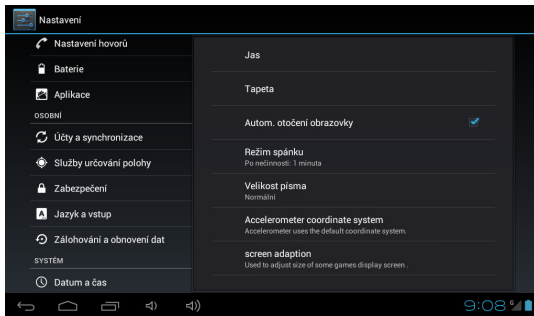 Nastavení
Nastavení hovorů
Baterie
Aplikace
OSOBNÍ
Účty a synchronizace
Služby určování polohy
Zabezpečení
A Jazyk a vstup
Zálohování a obnovení dat
SYSTÉM
Datum a čas
Jas
Tapeta
Autom. otočení obrazovky
Režim spánku
Po nečinnosti: 1 minuta
Velikost písma
Normální
Accelerometer coordinate system
Accelerometer uses the default coordinate system.
screen adaption
Used to adjust size of some games display screen .
9:08 G